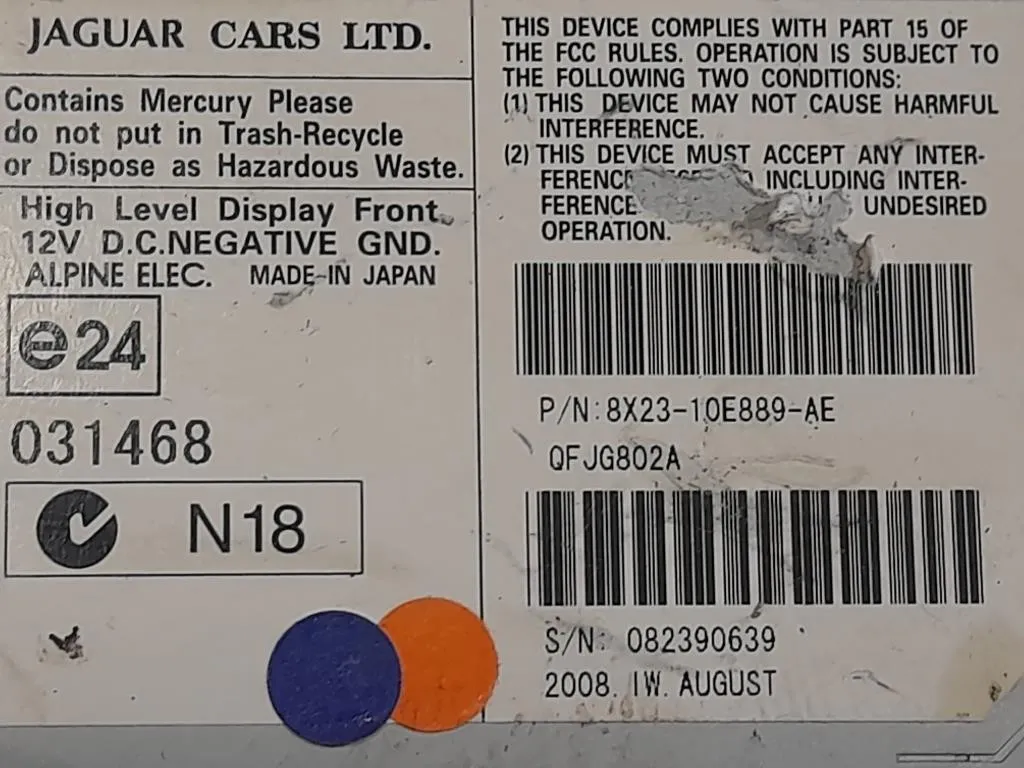 JAGUAR CARS LTD.
Contains Mercury Please
do not put in Trash-Recycle
or Dispose as Hazardous Waste.
High Level Display Front
12V D.C.NEGATIVE GND.
ALPINE ELEC. MADE-IN JAPAN
e24
031468
N18
THIS DEVICE COMPLIES WITH PART 15 OF
THE FCC RULES. OPERATION IS SUBJECT TO
THE FOLLOWING TWO CONDITIONS:
(1) THIS DEVICE MAY NOT CAUSE HARMFUL
INTERFERENCE.
(2) THIS DEVICE MUST ACCEPT ANY INTER-
FERENCE INCLUDING INTER-
FERENCE UNDESIRED
OPERATION.
P/N:8X23-10E889-AE
QFJG802A
S/N: 082390639
2008. IW. AUGUST